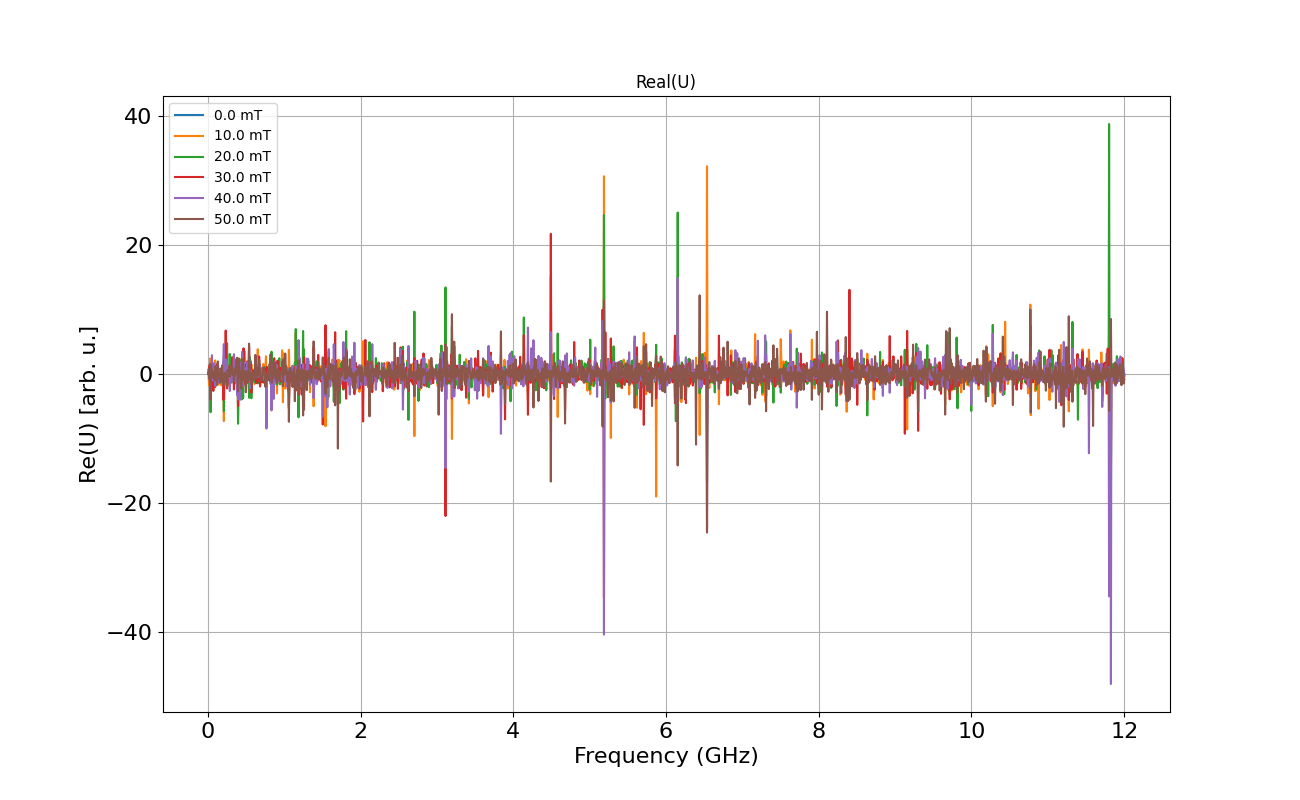 Real(U)
0.0 mT
10.0 mT
20.0 mT
30.0 mT
40.0 mT
50.0 mT
40
20
0
−20
−40
Re(U) [arb. u.]
0 2 4 6 8 10 12
Frequency (GHz)